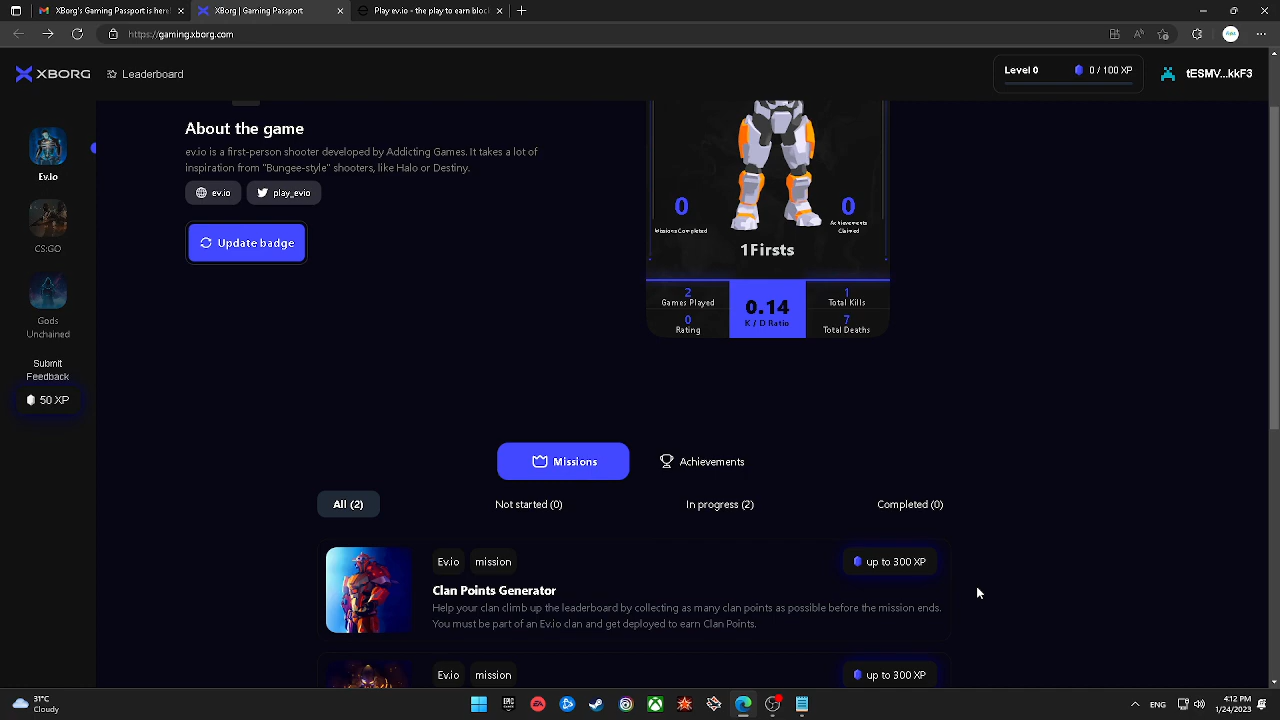 XBorg's Gaming Passport is here!
XBorg | Gaming Passport
Play ev.io - the play to earn bloc
https://gaming.xborg.com
XBORG
Leaderboard
Level 0
0 / 100 XP
tESMV...kkF3
Ev.Io
CS:GO
Gods
Unchained
Submit
Feedback
50 XP
About the game
ev.io is a first-person shooter developed by Addicting Games. It takes a lot of
inspiration from "Bungee-style" shooters, like Halo or Destiny.
ev.io
play_evio
Update badge
0
Missions Completed
0
Achievements
Claimed
1Firsts
2
Games Played
0
Rating
0.14
K / D Ratio
1
Total Kills
7
Total Deaths
Missions
Achievements
All (2)
Not started (0)
In progress (2)
Completed (0)
Ev.io
mission
up to 300 XP
Clan Points Generator
Help your clan climb up the leaderboard by collecting as many clan points as possible before the mission ends.
You must be part of an Ev.io clan and get deployed to earn Clan Points.
Ev.io
mission
up to 300 XP
31°C
Cloudy
ENG
4:12 PM
1/24/2023